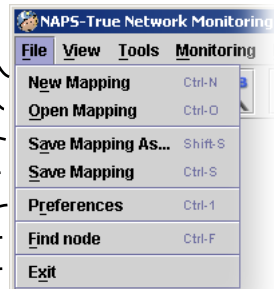 NAPS-True Network Monitoring
File View Tools Monitoring
New Mapping Ctrl-N
Open Mapping Ctrl-O
Save Mapping As... Shift-S
Save Mapping Ctrl-S
Preferences Ctrl-1
Find node Ctrl-F
Exit